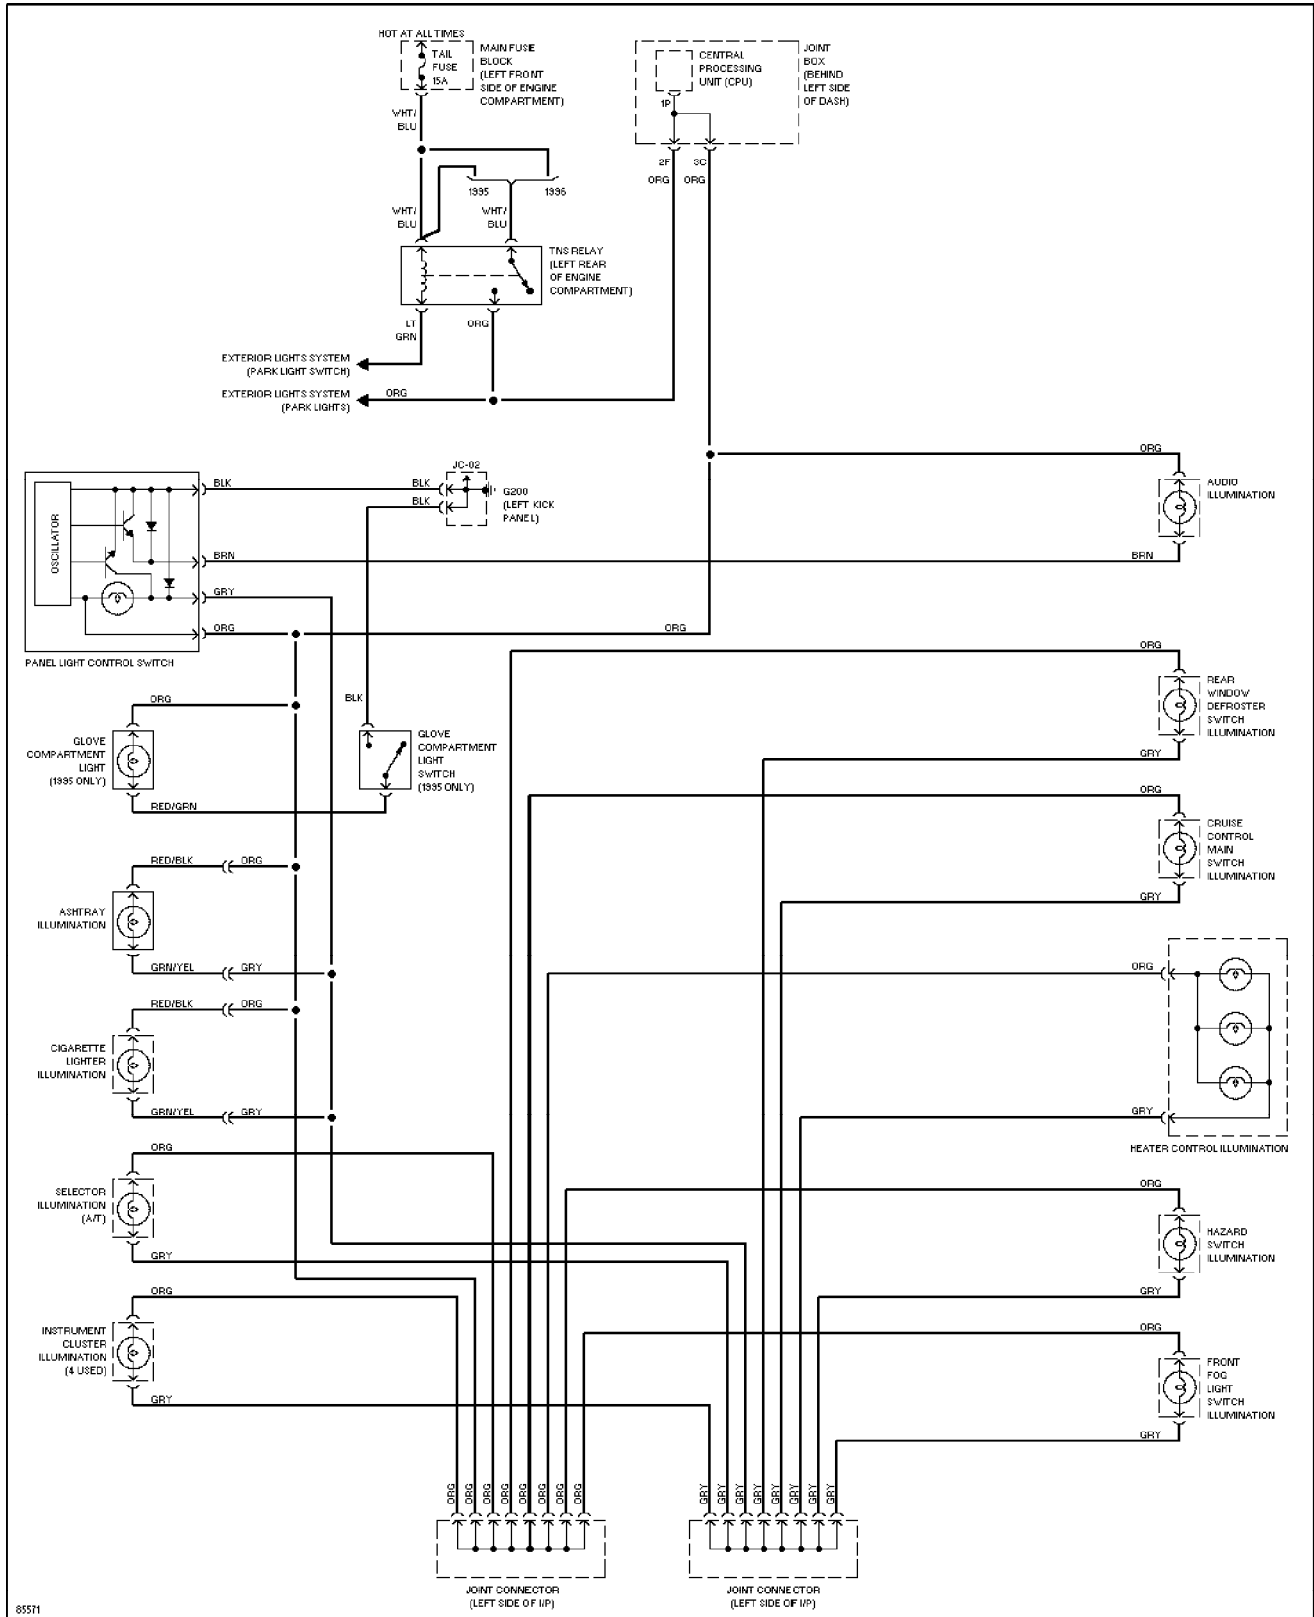 HOT AT ALL TIMES
TAIL
FUSE
15A
MAIN FUSE
BLOCK
(LEFT FRONT
SIDE OF ENGINE
COMPARTMENT)
CENTRAL
PROCESSING
UNIT (CPU)
1P
JOINT
BOX
(BEHIND
LEFT SIDE
OF DASH)
WHT/
BLU
2F
3C
ORG
ORG
1995
1996
WHT/
BLU
WHT/
BLU
TNS RELAY
(LEFT REAR
OF ENGINE
COMPARTMENT)
LT
GRN
ORG
EXTERIOR LIGHTS SYSTEM
(PARK LIGHT SWITCH)
EXTERIOR LIGHTS SYSTEM
(PARK LIGHTS)
ORG
ORG
AUDIO
ILLUMINATION
BRN
JC-02
BLK
BLK
BLK
G200
(LEFT KICK
PANEL)
OSCILLATOR
BRN
GRY
ORG
ORG
PANEL LIGHT CONTROL SWITCH
ORG
GLOVE
COMPARTMENT
LIGHT
(1995 ONLY)
RED/GRN
BLK
GLOVE
COMPARTMENT
LIGHT
SWITCH
(1995 ONLY)
ORG
REAR
WINDOW
DEFROSTER
SWITCH
ILLUMINATION
GRY
ORG
CRUISE
CONTROL
MAIN
SWITCH
ILLUMINATION
GRY
RED/BLK
ORG
ASHTRAY
ILLUMINATION
GRN/YEL
GRY
RED/BLK
ORG
CIGARETTE
LIGHTER
ILLUMINATION
GRN/YEL
GRY
ORG
GRY
HEATER CONTROL ILLUMINATION
ORG
SELECTOR
ILLUMINATION
(A/T)
GRY
ORG
HAZARD
SWITCH
ILLUMINATION
GRY
ORG
INSTRUMENT
CLUSTER
ILLUMINATION
(4 USED)
GRY
ORG
FRONT
FOG
LIGHT
SWITCH
ILLUMINATION
GRY
ORG
ORG
ORG
ORG
ORG
ORG
ORG
ORG
GRY
GRY
GRY
GRY
GRY
GRY
GRY
GRY
JOINT CONNECTOR
(LEFT SIDE OF I/P)
JOINT CONNECTOR
(LEFT SIDE OF I/P)
85571